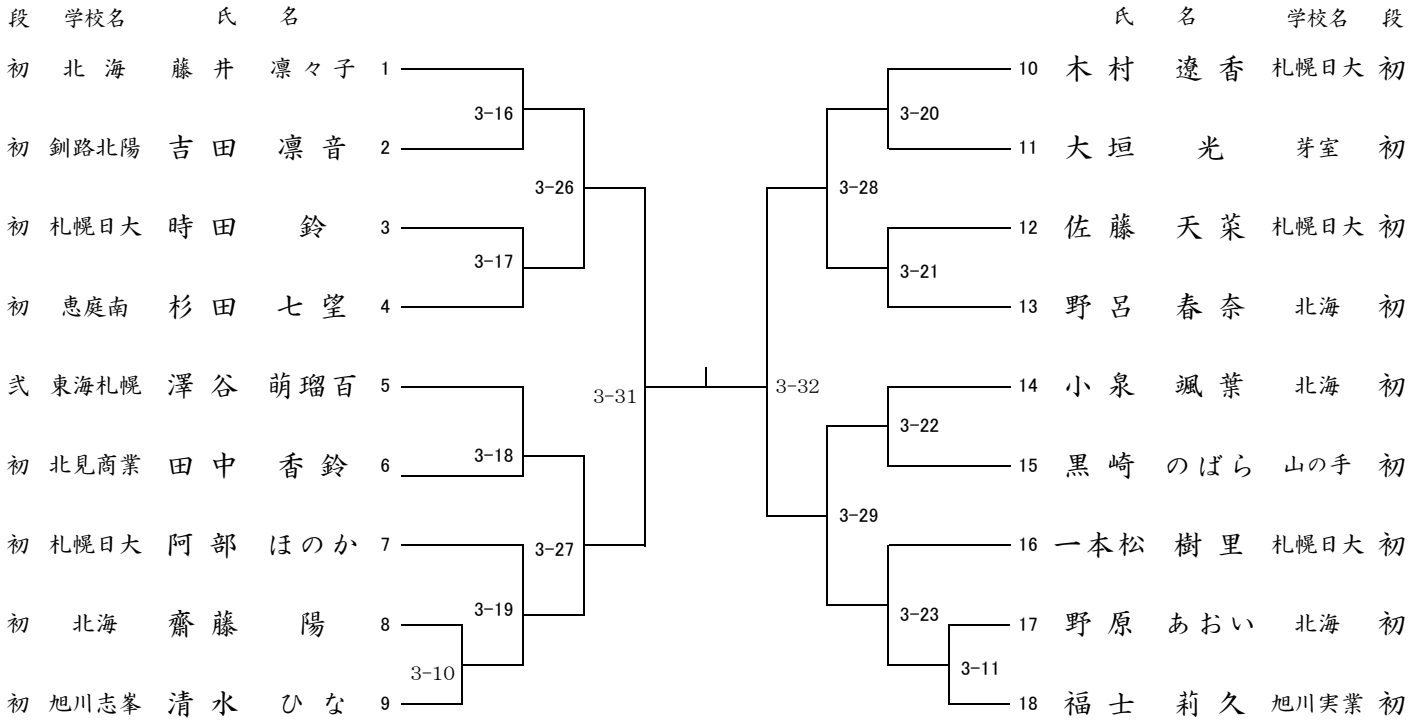 段 学校名 氏 名 氏 名 学校名 段
初 北海 藤井 凛々子 1 10 木村 遼香 札幌日大 初
3-16 3-20
初 釧路北陽 吉田 凛音 2 11 大垣 光 芽室 初
3-26 3-28
初 札幌日大 時田 鈴 3 12 佐藤 天菜 札幌日大 初
3-17 3-21
初 恵庭南 杉田 七望 4 13 野呂 春奈 北海 初
弐 東海札幌 澤谷 萌瑠百 5 3-31 3-32 14 小泉 颯葉 北海 初
3-18 3-22
初 北見商業 田中 香鈴 6 15 黒崎 のばら 山の手 初
3-29
初 札幌日大 阿部 ほのか 7 3-27 16 一本松 樹里 札幌日大 初
3-19 3-23
初 北海 齋藤 陽 8 17 野原 あおい 北海 初
3-10 3-11
初 旭川志峯 清水 ひな 9 18 福士 莉久 旭川実業 初